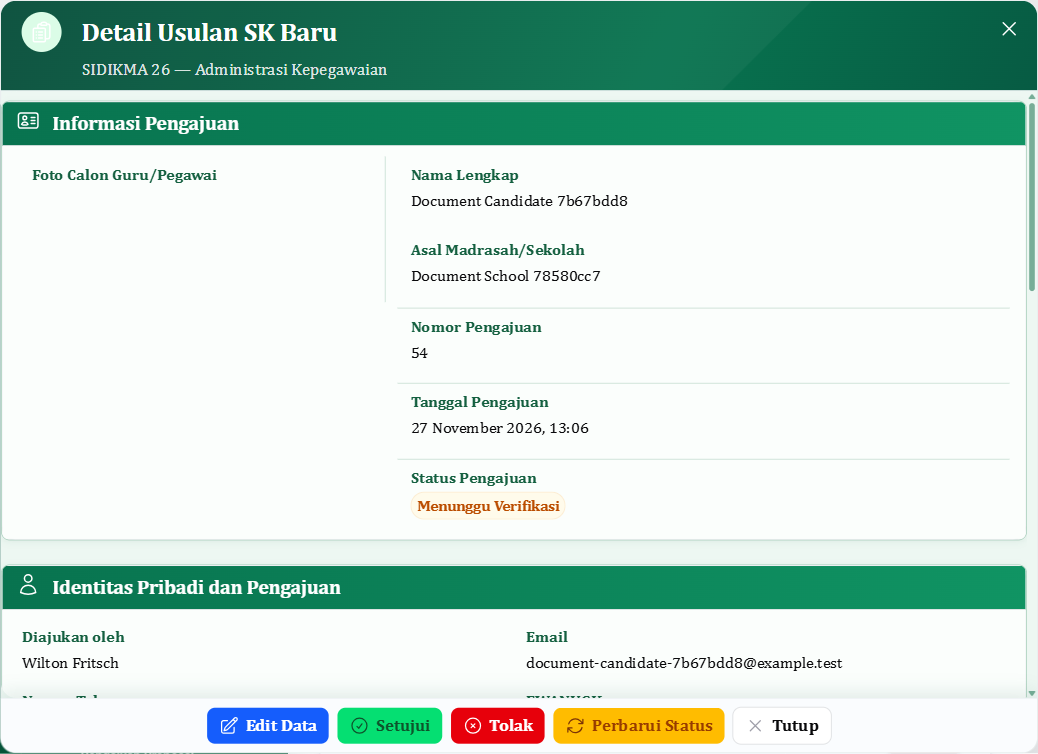 Detail Usulan SK Baru
SIDIKMA 26 — Administrasi Kepegawaian
Informasi Pengajuan
Foto Calon Guru/Pegawai
Nama Lengkap
Document Candidate 7b67bdd8
Asal Madrasah/Sekolah
Document School 78580cc7
Nomor Pengajuan
54
Tanggal Pengajuan
27 November 2026, 13:06
Status Pengajuan
Menunggu Verifikasi
Identitas Pribadi dan Pengajuan
Diajukan oleh
Wilton Fritsch
Email
document-candidate-7b67bdd8@example.test
Edit Data
Setujui
Tolak
Perbarui Status
Tutup